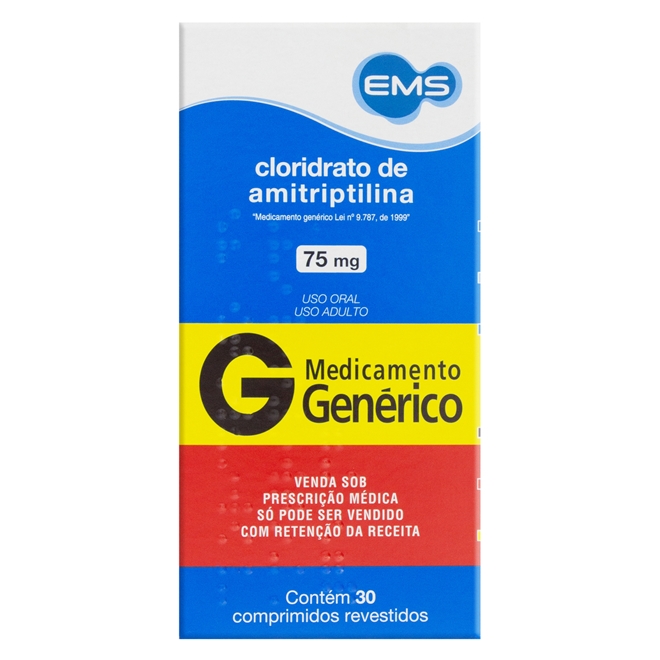 EMS
cloridrato de
amitriptilina
"Medicamento genérico Lei nº 9.787, de 1999"
75 mg
USO ORAL
USO ADULTO
G Medicamento
Genérico
VENDA SOB
PRESCRIÇÃO MÉDICA
SÓ PODE SER VENDIDO
COM RETENÇÃO DA RECEITA
Contém 30
comprimidos revestidos